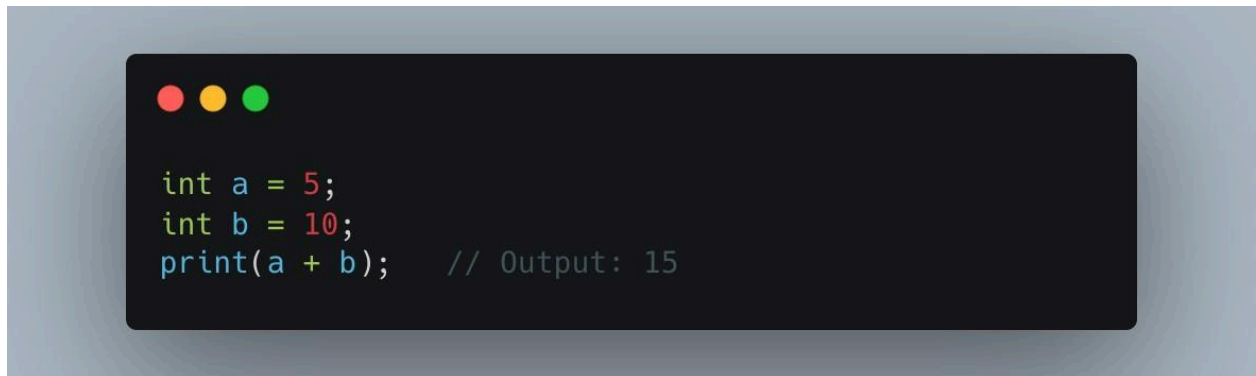 int a = 5;
int b = 10;
print(a + b);   // Output: 15